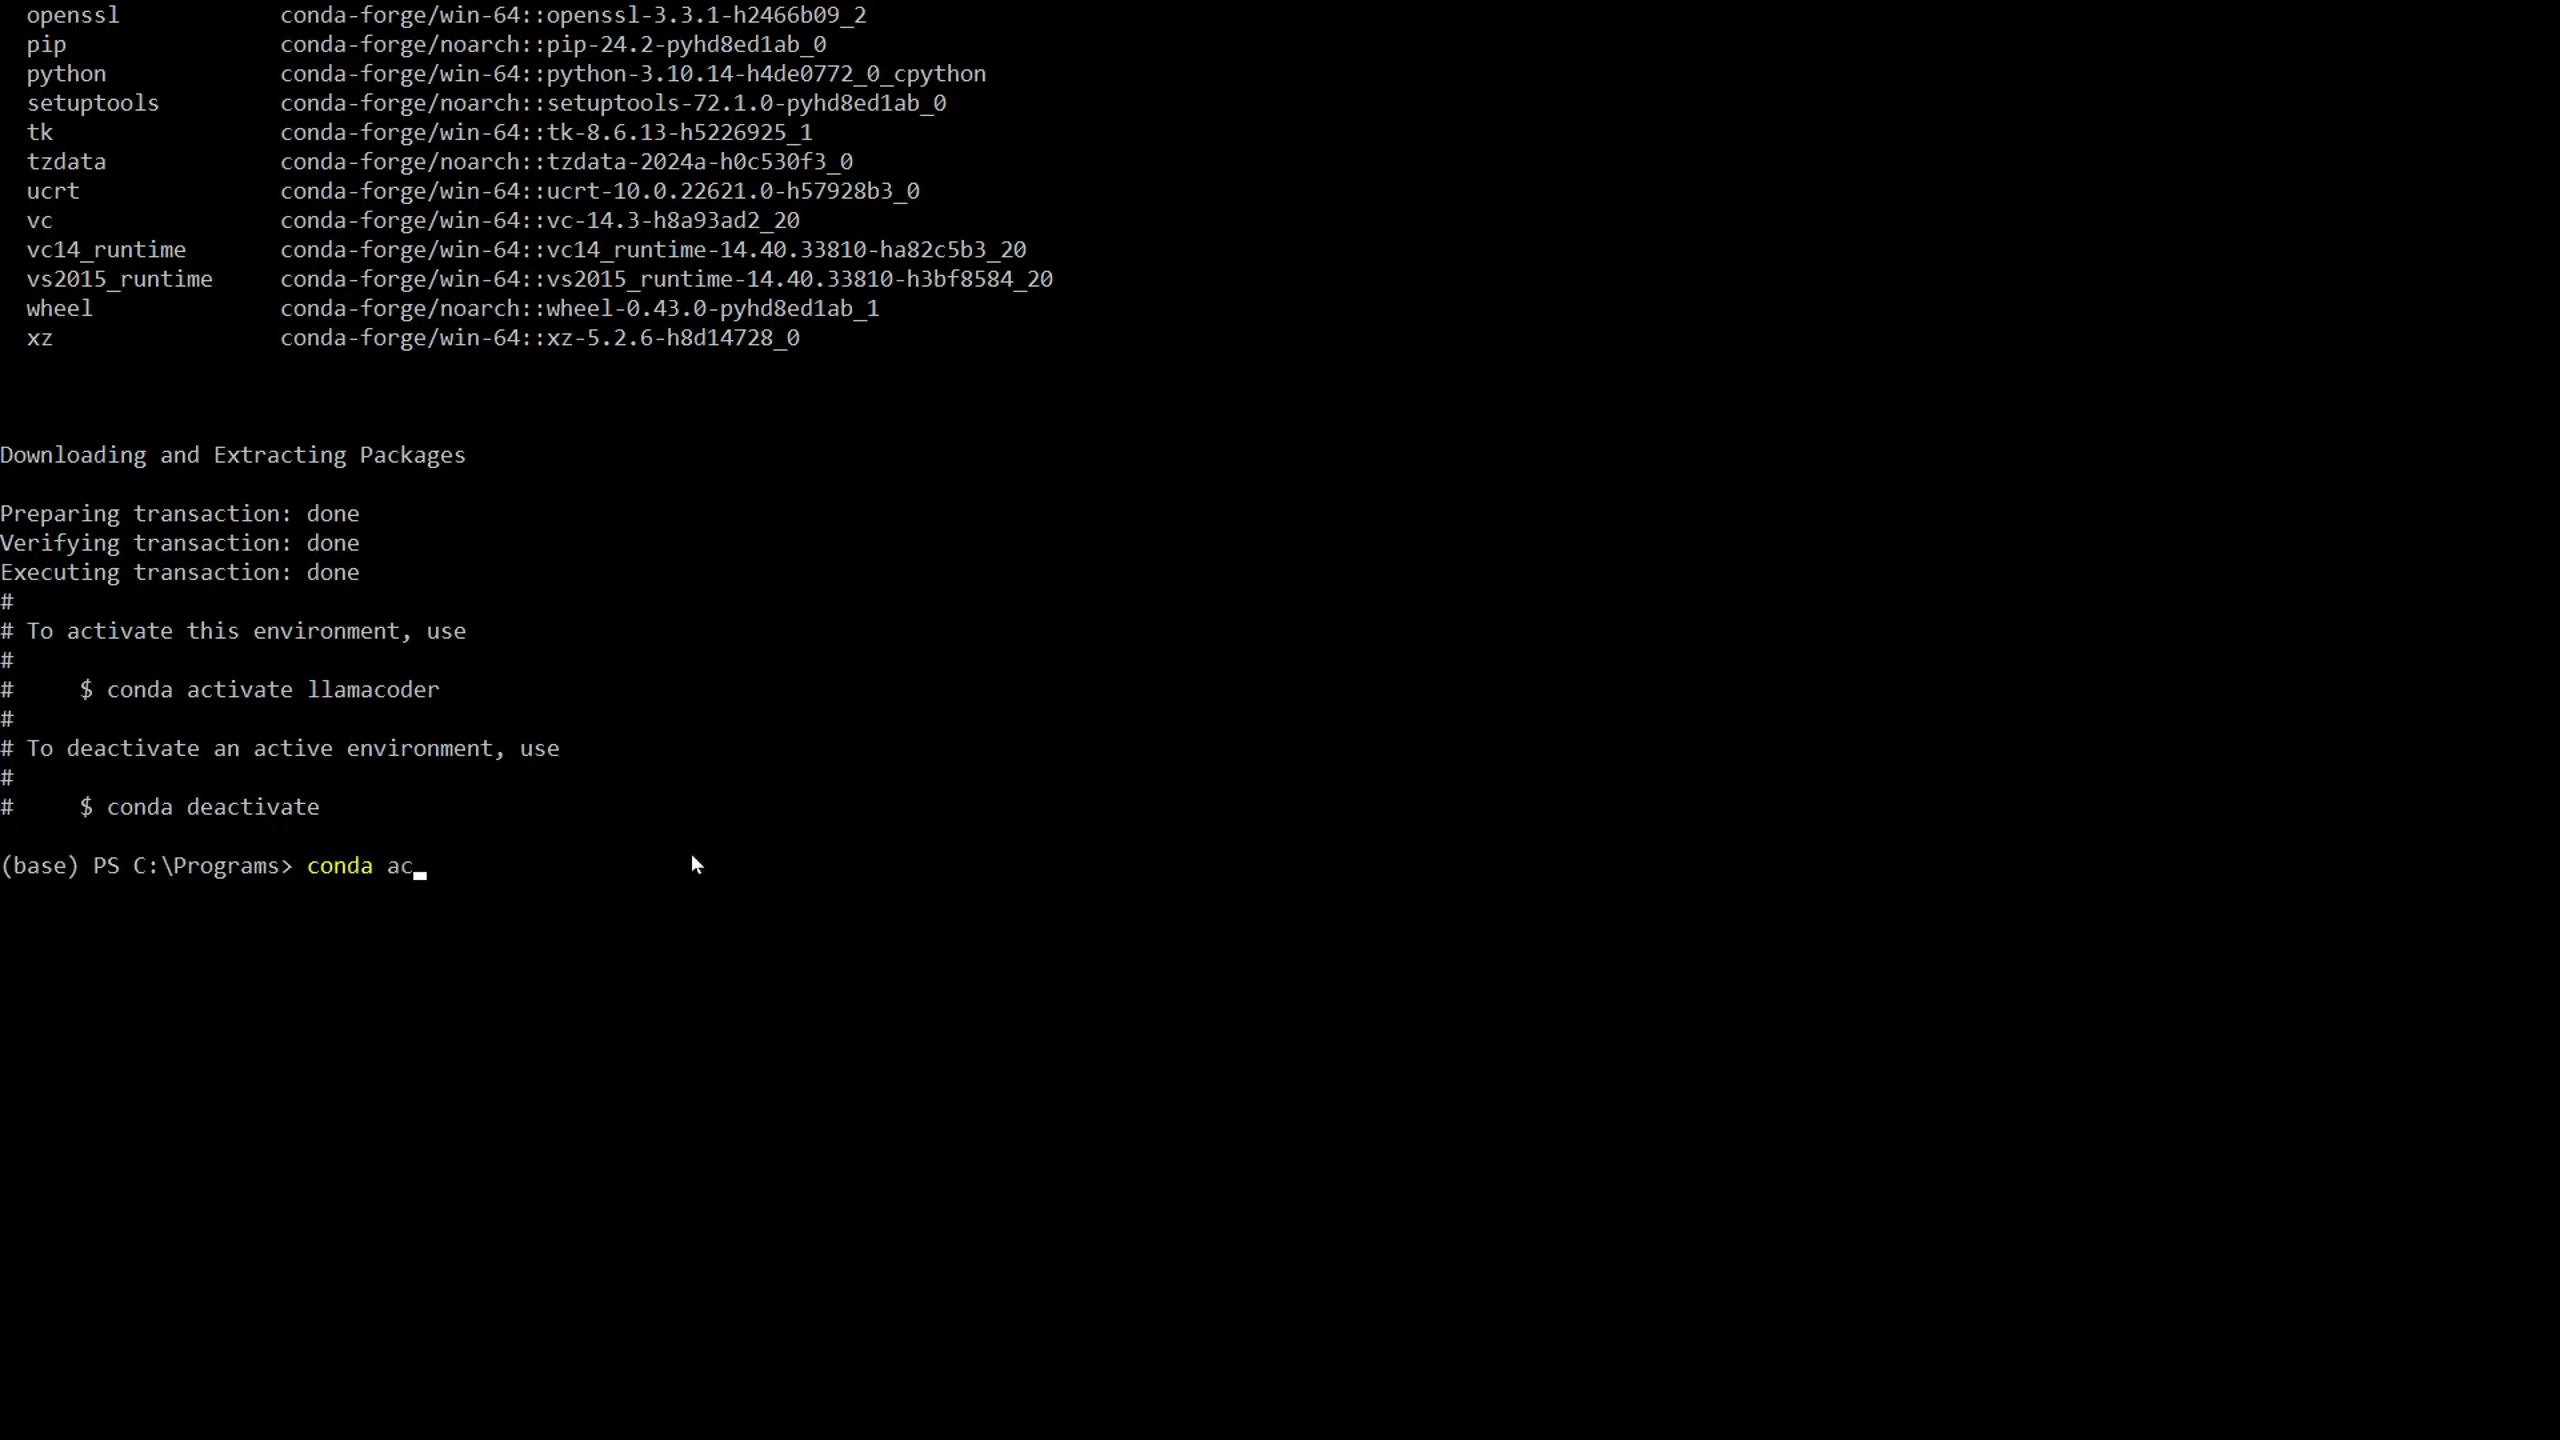 openssl conda-forge/win-64::openssl-3.3.1-h2466b09_2
pip conda-forge/noarch::pip-24.2-pyhd8ed1ab_0
python conda-forge/win-64::python-3.10.14-h4de0772_0_cpython
setuptools conda-forge/noarch::setuptools-72.1.0-pyhd8ed1ab_0
tk conda-forge/win-64::tk-8.6.13-h5226925_1
tzdata conda-forge/noarch::tzdata-2024a-h0c530f3_0
ucrt conda-forge/win-64::ucrt-10.0.22621.0-h57928b3_0
vc conda-forge/win-64::vc-14.3-h8a93ad2_20
vc14_runtime conda-forge/win-64::vc14_runtime-14.40.33810-ha82c5b3_20
vs2015_runtime conda-forge/win-64::vs2015_runtime-14.40.33810-h3bf8584_20
wheel conda-forge/noarch::wheel-0.43.0-pyhd8ed1ab_1
xz conda-forge/win-64::xz-5.2.6-h8d14728_0
Downloading and Extracting Packages
Preparing transaction: done
Verifying transaction: done
Executing transaction: done
#
# To activate this environment, use
#
# $ conda activate llamacoder
#
# To deactivate an active environment, use
#
# $ conda deactivate
(base) PS C:\Programs> conda ac